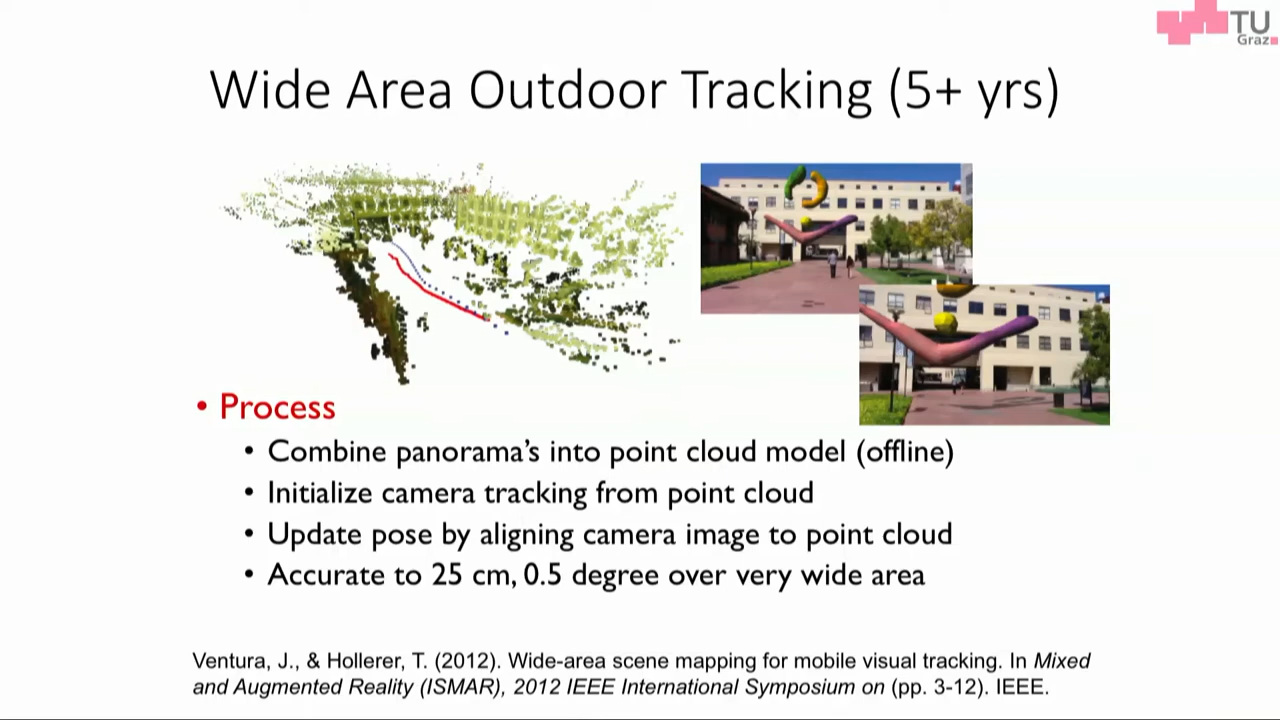 TU
Graz
Wide Area Outdoor Tracking (5+ yrs)
• Process
• Combine panorama's into point cloud model (offline)
• Initialize camera tracking from point cloud
• Update pose by aligning camera image to point cloud
• Accurate to 25 cm, 0.5 degree over very wide area
Ventura, J., & Hollerer, T. (2012). Wide-area scene mapping for mobile visual tracking. In Mixed
and Augmented Reality (ISMAR), 2012 IEEE International Symposium on (pp. 3-12). IEEE.